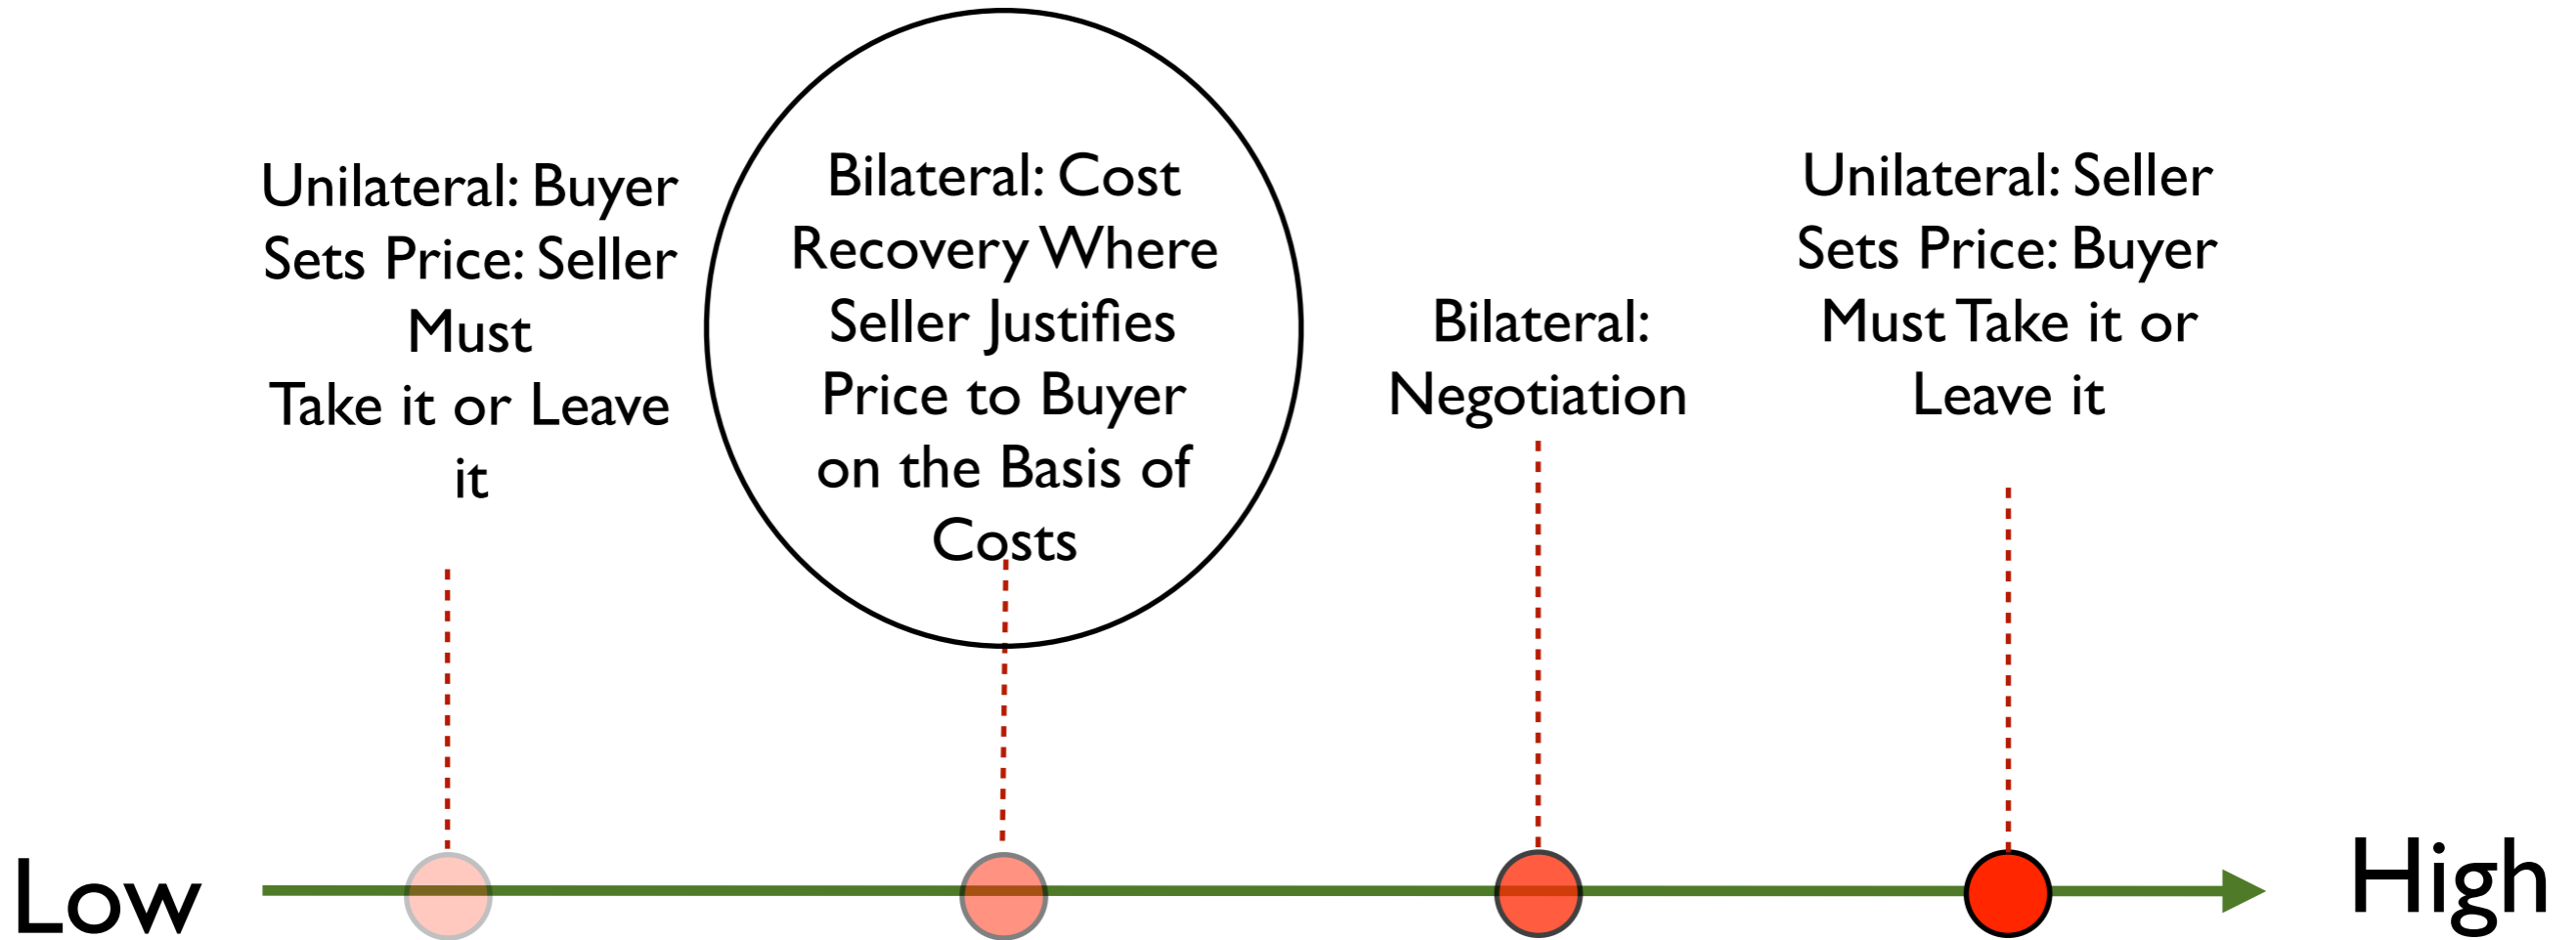 Unilateral: Buyer
Sets Price: Seller
Must
Take it or Leave
it
Bilateral: Cost
Recovery Where
Seller Justifies
Price to Buyer
on the Basis of
Costs
Bilateral:
Negotiation
Unilateral: Seller
Sets Price: Buyer
Must Take it or
Leave it
Low
High